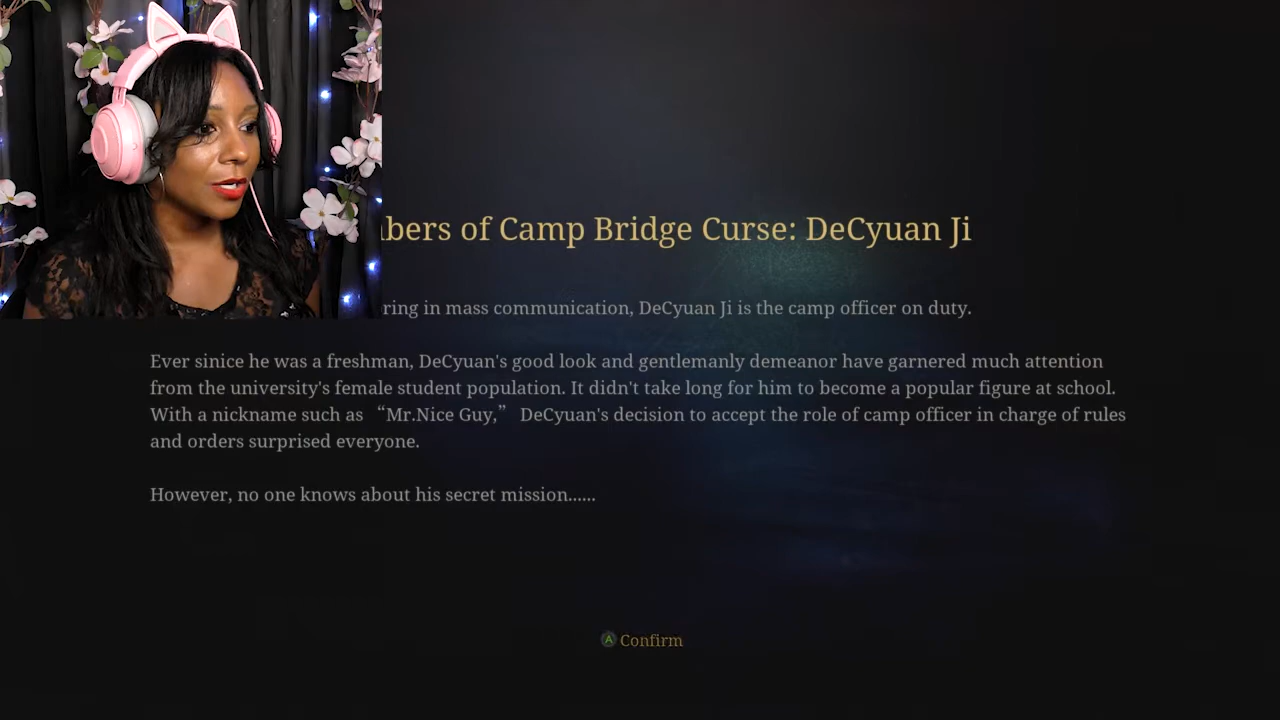 bers of Camp Bridge Curse: DeCyuan Ji
ring in mass communication, DeCyuan Ji is the camp officer on duty.
Ever sinice he was a freshman, DeCyuan's good look and gentlemanly demeanor have garnered much attention
from the university's female student population. It didn't take long for him to become a popular figure at school.
With a nickname such as “Mr.Nice Guy,” DeCyuan's decision to accept the role of camp officer in charge of rules
and orders surprised everyone.
However, no one knows about his secret mission......
A Confirm